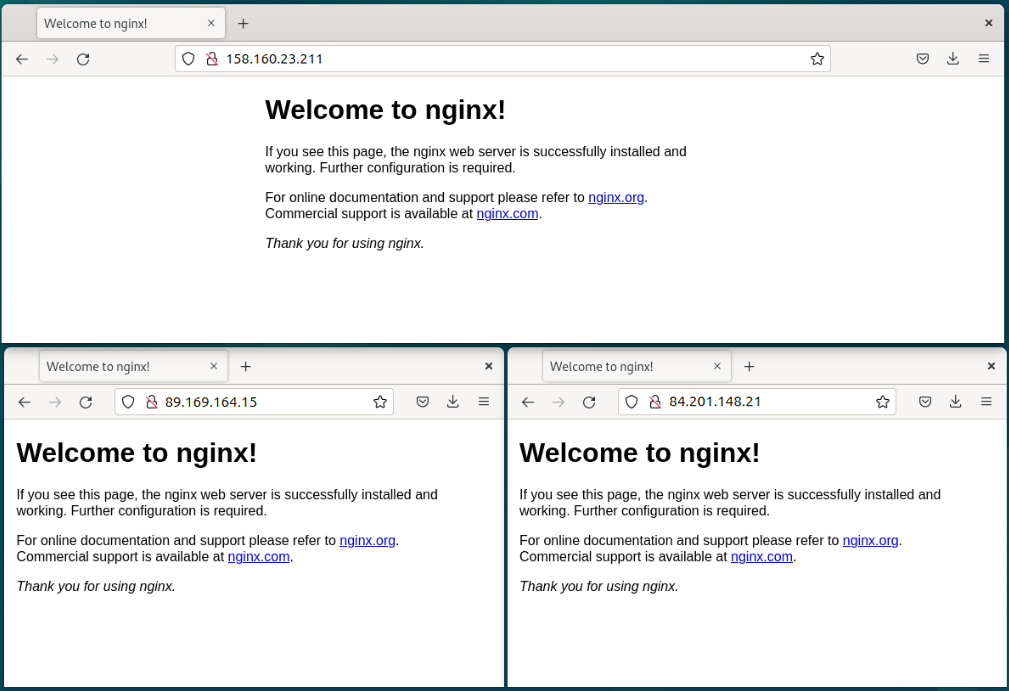 Welcome to nginx!
158.160.23.211
Welcome to nginx!
If you see this page, the nginx web server is successfully installed and
working. Further configuration is required.
For online documentation and support please refer to nginx.org.
Commercial support is available at nginx.com.
Thank you for using nginx.
Welcome to nginx!
89.169.164.15
Welcome to nginx!
If you see this page, the nginx web server is successfully installed and
working. Further configuration is required.
For online documentation and support please refer to nginx.org.
Commercial support is available at nginx.com.
Thank you for using nginx.
Welcome to nginx!
84.201.148.21
Welcome to nginx!
If you see this page, the nginx web server is successfully installed and
working. Further configuration is required.
For online documentation and support please refer to nginx.org.
Commercial support is available at nginx.com.
Thank you for using nginx.